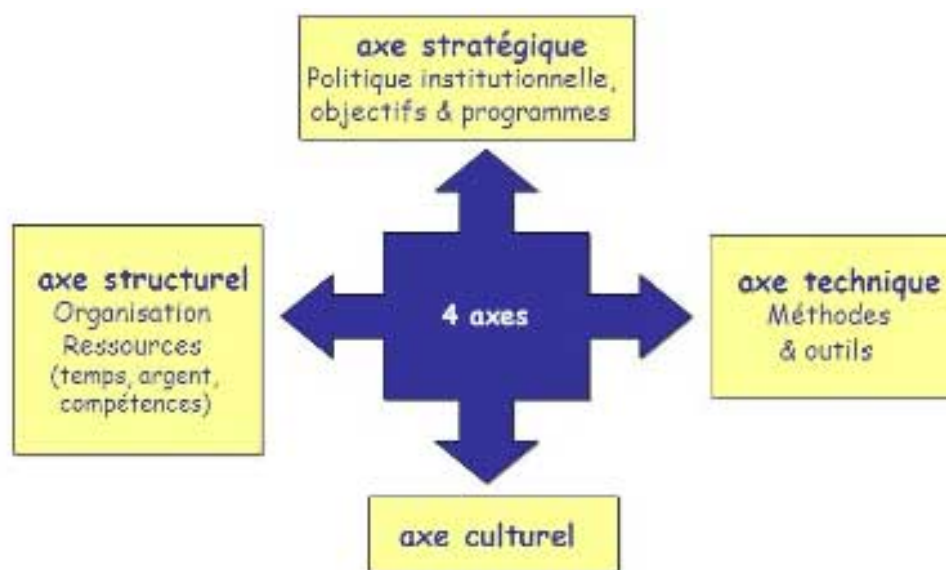 axe stratégique
Politique institutionnelle,
objectifs & programmes
axe structurel
Organisation
Ressources
(temps, argent,
compétences)
4 axes
axe technique
Méthodes
& outils
axe culturel